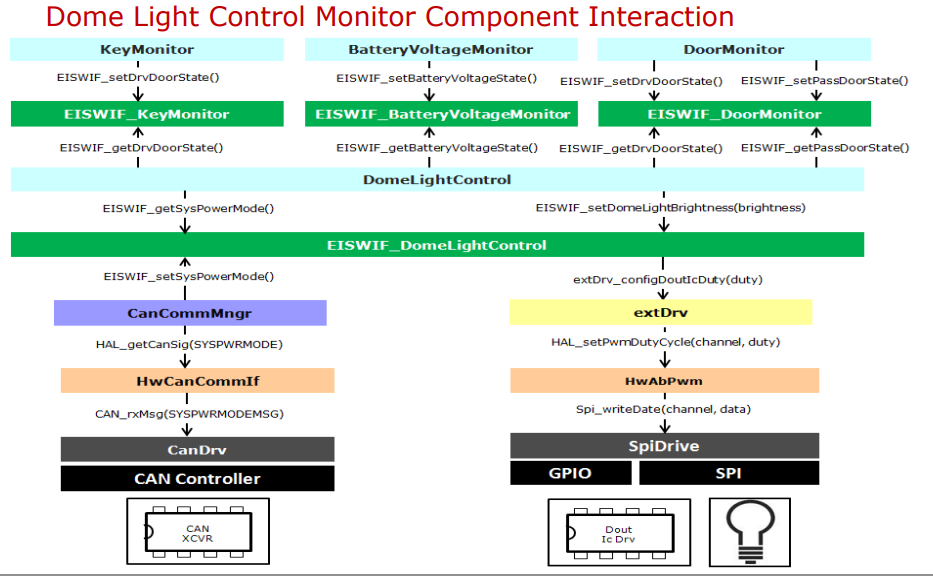 Dome Light Control Monitor Component Interaction
KeyMonitor
BatteryVoltageMonitor
DoorMonitor
EISWIF_setDrvDoorState()
EISWIF_setBatteryVoltageState()
EISWIF_setDrvDoorState()
EISWIF_setPassDoorState()
EISWIF_KeyMonitor
EISWIF_BatteryVoltageMonitor
EISWIF_DoorMonitor
EISWIF_getDrvDoorState()
EISWIF_getBatteryVoltageState()
EISWIF_getDrvDoorState()
EISWIF_getPassDoorState()
DomeLightControl
EISWIF_getSysPowerMode()
EISWIF_setDomeLightBrightness(brightness)
EISWIF_DomeLightControl
EISWIF_setSysPowerMode()
extDrv_configDoutIcDuty(duty)
CanCommMngr
extDrv
HAL_getCanSig(SYSPWRMODE)
HAL_setPwmDutyCycle(channel, duty)
HwCanCommIf
HwAbPwm
CAN_rxMsg(SYSPWRMODEMSG)
Spi_writeDate(channel, data)
CanDrv
SpiDrive
CAN Controller
GPIO
SPI
CAN
XCVR
Dout
Ic Drv